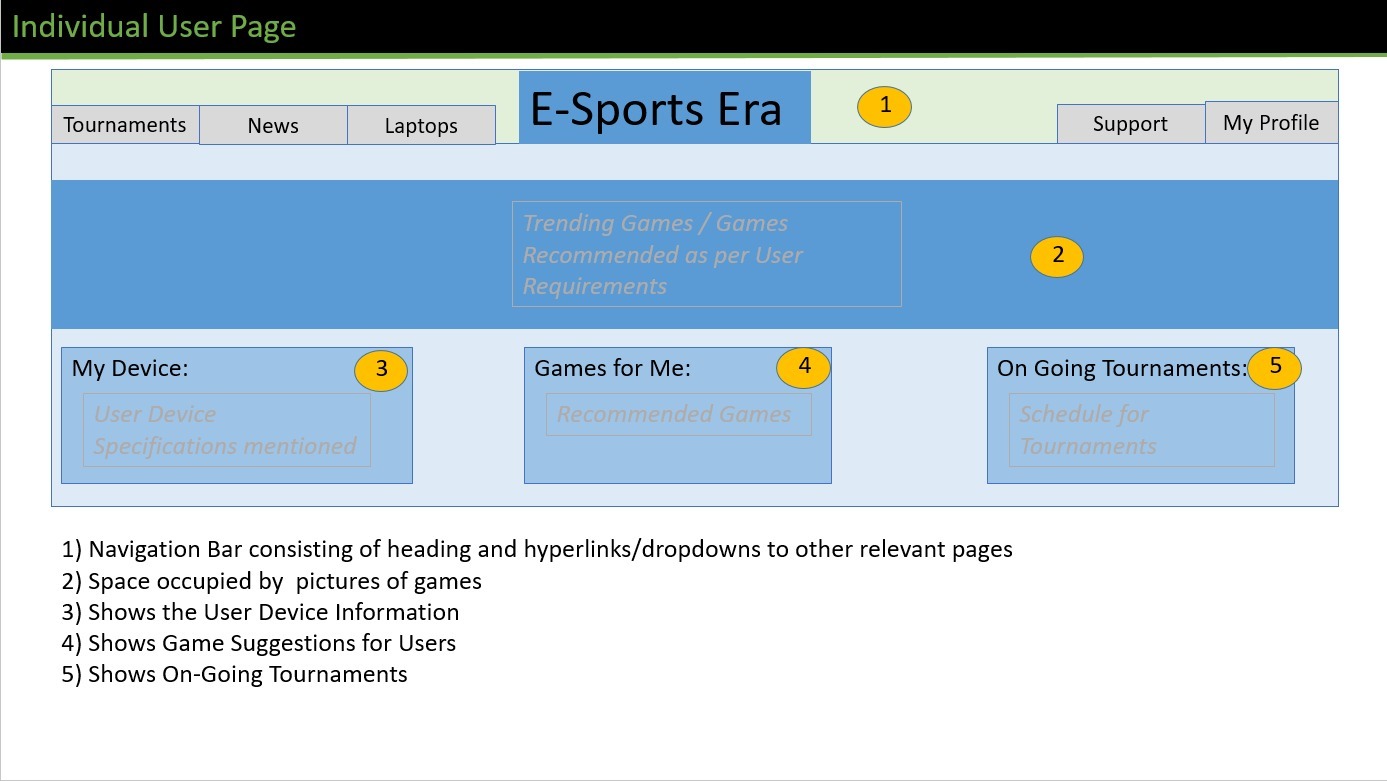 Individual User Page
E-Sports Era
1
Tournaments
News
Laptops
Support
My Profile
Trending Games / Games
Recommended as per User
Requirements
2
My Device:
3
User Device
Specifications mentioned
Games for Me:
4
Recommended Games
On Going Tournaments:
5
Schedule for
Tournaments
1) Navigation Bar consisting of heading and hyperlinks/dropdowns to other relevant pages
2) Space occupied by  pictures of games
3) Shows the User Device Information
4) Shows Game Suggestions for Users
5) Shows On-Going Tournaments